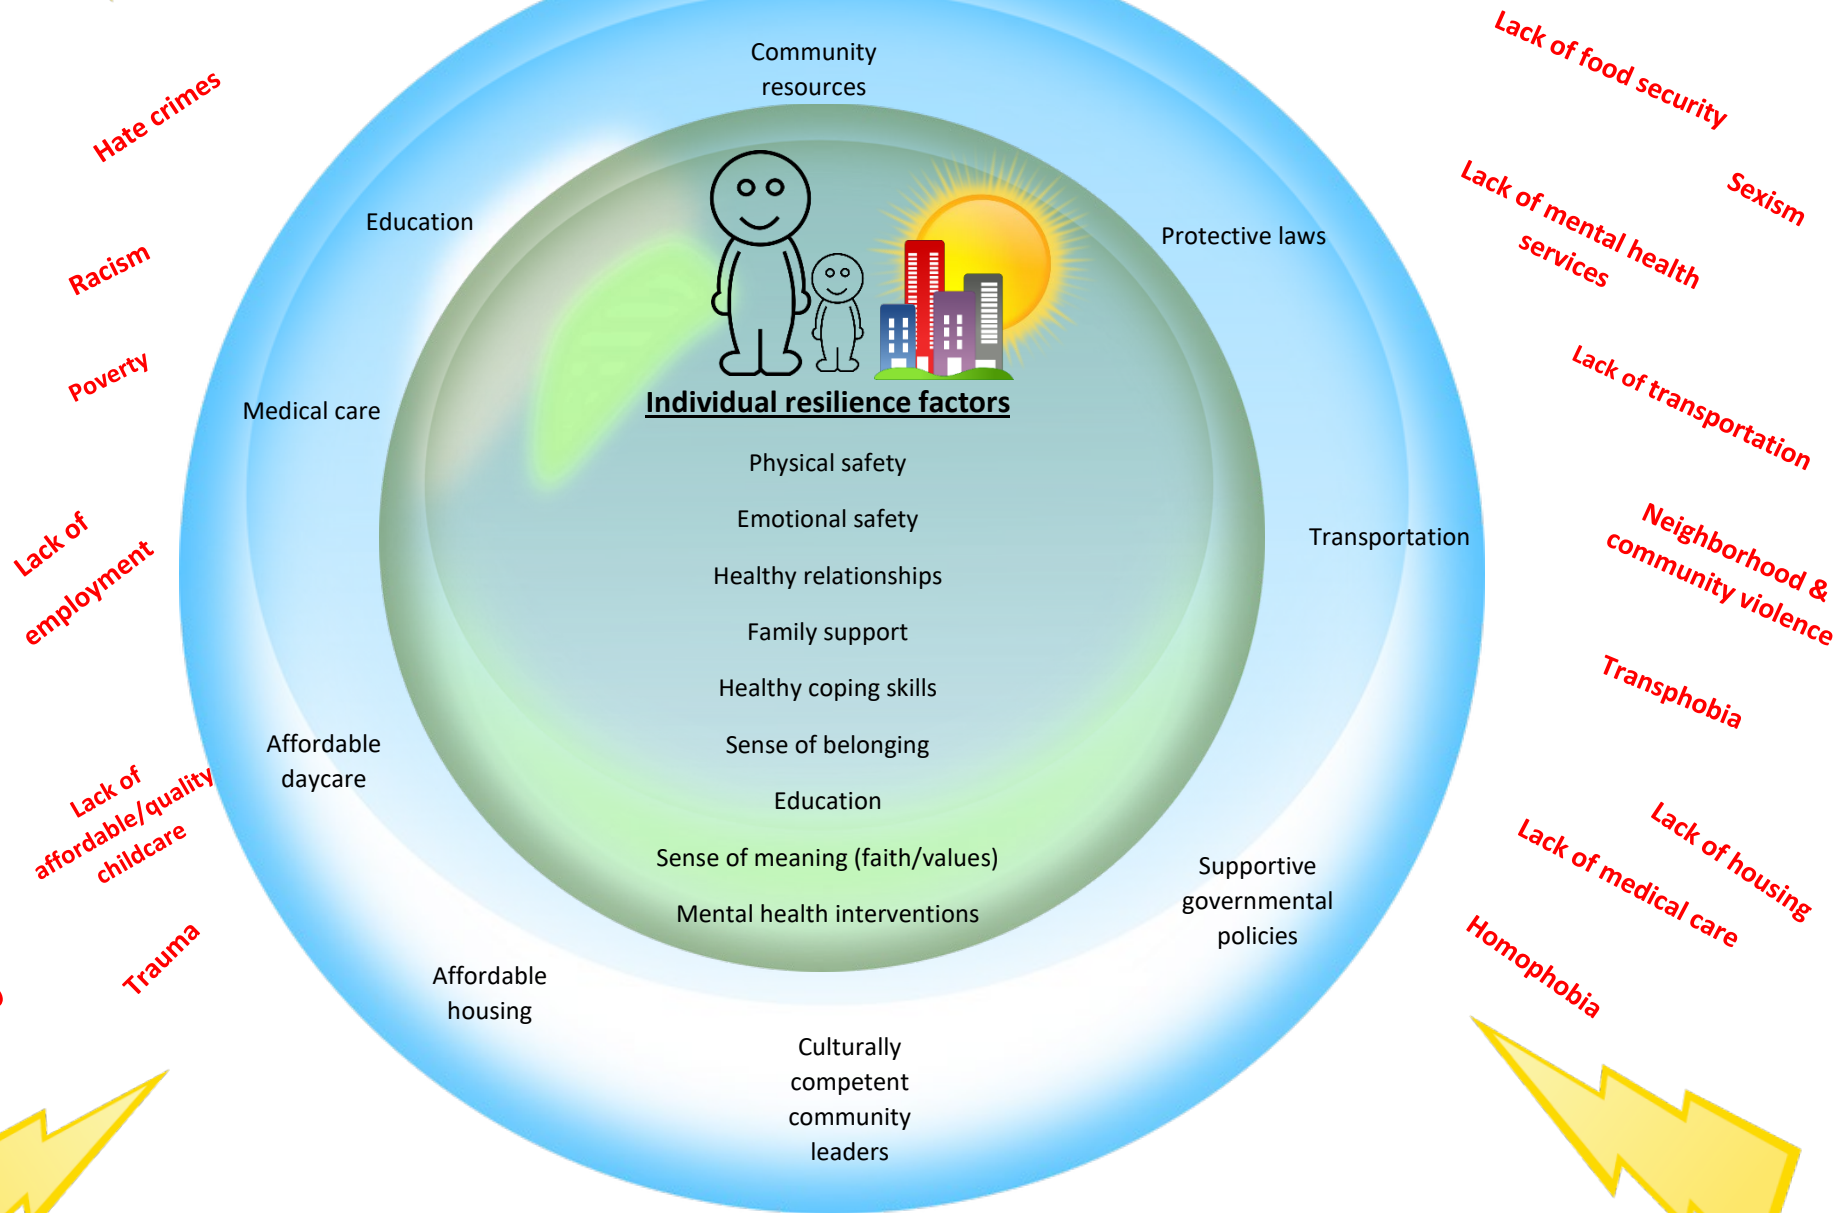 Community
resources
Education
Medical care
Affordable
daycare
Affordable
housing
Culturally
competent
community
leaders
Supportive
governmental
policies
Transportation
Protective laws
Individual resilience factors
Physical safety
Emotional safety
Healthy relationships
Family support
Healthy coping skills
Sense of belonging
Education
Sense of meaning (faith/values)
Mental health interventions
Hate crimes
Racism
Poverty
Lack of
employment
Lack of
affordable/quality
childcare
Trauma
Lack of food security
Sexism
Lack of mental health
services
Lack of transportation
Neighborhood &
community violence
Transphobia
Lack of housing
Lack of medical care
Homophobia